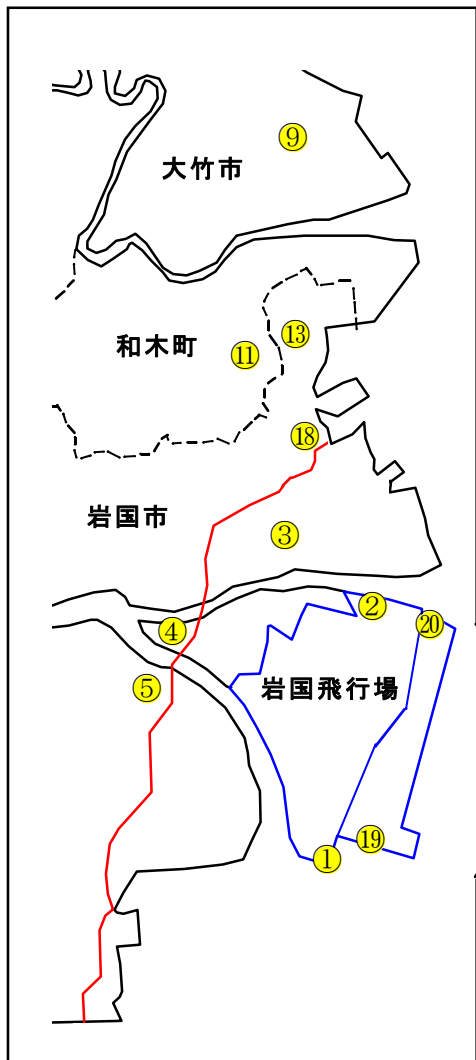 ⑨
大竹市
⑬
和木町
⑪
⑱
岩国市
③
②
⑳
④
⑤
岩国飛行場
⑲
①